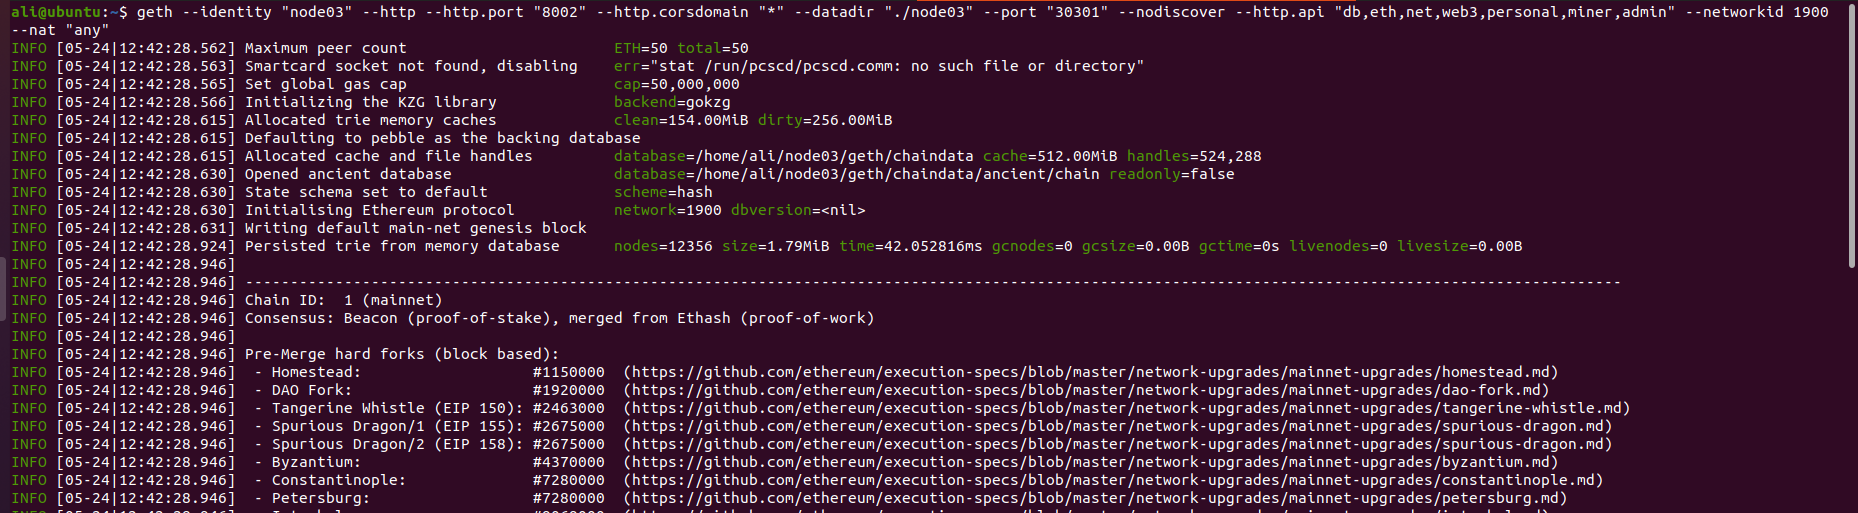 ali@ubuntu:~$ geth --identity "node03" --http --http.port "8002" --http.corsdomain "*" --datadir "./node03" --port "30301" --nodiscover --http.api "db,eth,net,web3,personal,miner,admin" --networkid 1900
--nat "any"
INFO [05-24|12:42:28.562] Maximum peer count                       ETH=50 total=50
INFO [05-24|12:42:28.563] Smartcard socket not found, disabling    err="stat /run/pcscd/pcscd.comm: no such file or directory"
INFO [05-24|12:42:28.565] Set global gas cap                       cap=50,000,000
INFO [05-24|12:42:28.566] Initializing the KZG library             backend=gokzg
INFO [05-24|12:42:28.615] Allocated trie memory caches             clean=154.00MiB dirty=256.00MiB
INFO [05-24|12:42:28.615] Defaulting to pebble as the backing database
INFO [05-24|12:42:28.615] Allocated cache and file handles         database=/home/ali/node03/geth/chaindata cache=512.00MiB handles=524,288
INFO [05-24|12:42:28.630] Opened ancient database                  database=/home/ali/node03/geth/chaindata/ancient/chain readonly=false
INFO [05-24|12:42:28.630] State schema set to default              scheme=hash
INFO [05-24|12:42:28.630] Initialising Ethereum protocol           network=1900 dbversion=<nil>
INFO [05-24|12:42:28.631] Writing default main-net genesis block
INFO [05-24|12:42:28.924] Persisted trie from memory database      nodes=12356 size=1.79MiB time=42.052816ms gcnodes=0 gcsize=0.00B gctime=0s livenodes=0 livesize=0.00B
INFO [05-24|12:42:28.946]
INFO [05-24|12:42:28.946] ---------------------------------------------------------------------------------------------------------------------------------------------------------
INFO [05-24|12:42:28.946] Chain ID:  1 (mainnet)
INFO [05-24|12:42:28.946] Consensus: Beacon (proof-of-stake), merged from Ethash (proof-of-work)
INFO [05-24|12:42:28.946]
INFO [05-24|12:42:28.946] Pre-Merge hard forks (block based):
INFO [05-24|12:42:28.946]  - Homestead:                   #1150000  (https://github.com/ethereum/execution-specs/blob/master/network-upgrades/mainnet-upgrades/homestead.md)
INFO [05-24|12:42:28.946]  - DAO Fork:                    #1920000  (https://github.com/ethereum/execution-specs/blob/master/network-upgrades/mainnet-upgrades/dao-fork.md)
INFO [05-24|12:42:28.946]  - Tangerine Whistle (EIP 150): #2463000  (https://github.com/ethereum/execution-specs/blob/master/network-upgrades/mainnet-upgrades/tangerine-whistle.md)
INFO [05-24|12:42:28.946]  - Spurious Dragon/1 (EIP 155): #2675000  (https://github.com/ethereum/execution-specs/blob/master/network-upgrades/mainnet-upgrades/spurious-dragon.md)
INFO [05-24|12:42:28.946]  - Spurious Dragon/2 (EIP 158): #2675000  (https://github.com/ethereum/execution-specs/blob/master/network-upgrades/mainnet-upgrades/spurious-dragon.md)
INFO [05-24|12:42:28.946]  - Byzantium:                   #4370000  (https://github.com/ethereum/execution-specs/blob/master/network-upgrades/mainnet-upgrades/byzantium.md)
INFO [05-24|12:42:28.946]  - Constantinople:              #7280000  (https://github.com/ethereum/execution-specs/blob/master/network-upgrades/mainnet-upgrades/constantinople.md)
INFO [05-24|12:42:28.946]  - Petersburg:                  #7280000  (https://github.com/ethereum/execution-specs/blob/master/network-upgrades/mainnet-upgrades/petersburg.md)